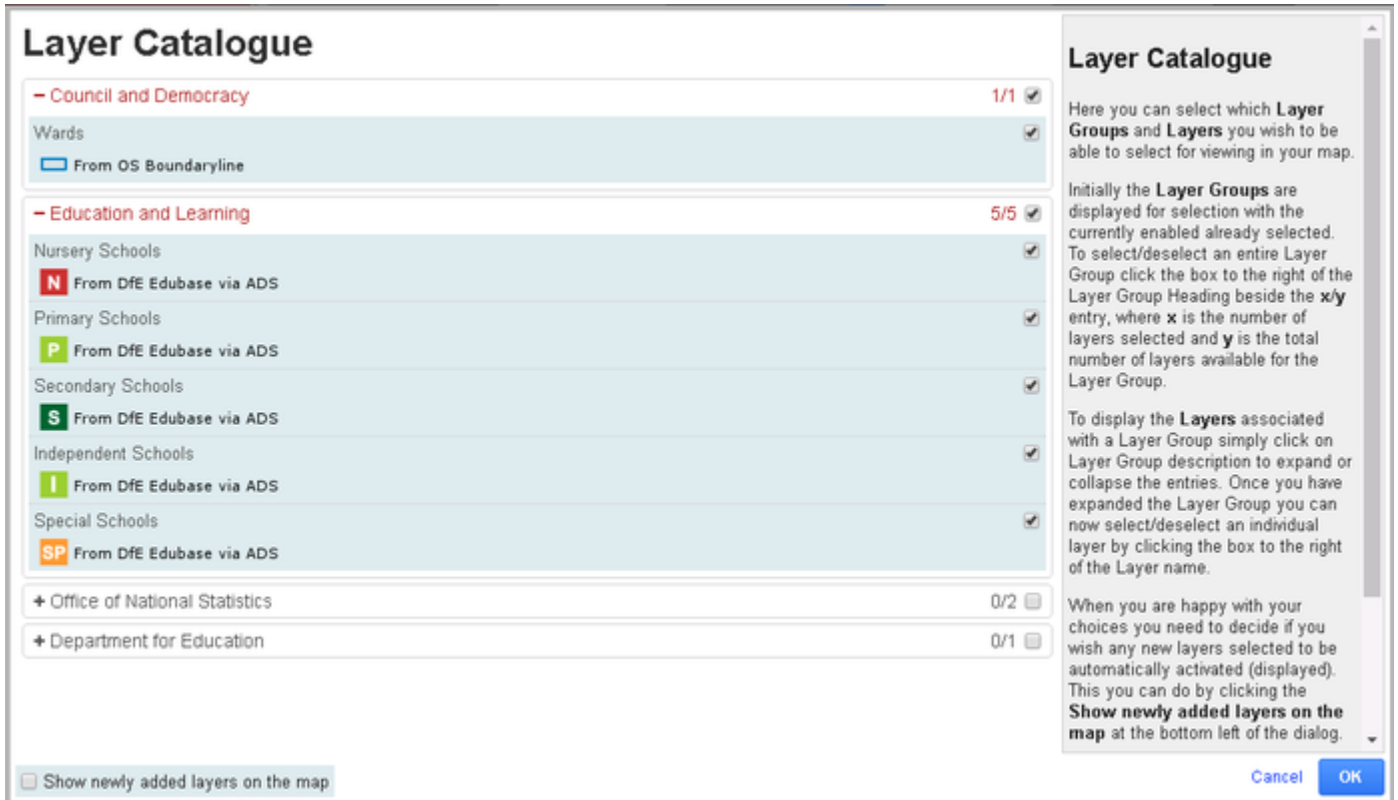 Layer Catalogue
− Council and Democracy 1/1
Wards
From OS Boundaryline
− Education and Learning 5/5
Nursery Schools
N From DfE Edubase via ADS
Primary Schools
P From DfE Edubase via ADS
Secondary Schools
S From DfE Edubase via ADS
Independent Schools
I From DfE Edubase via ADS
Special Schools
SP From DfE Edubase via ADS
+ Office of National Statistics 0/2
+ Department for Education 0/1
Show newly added layers on the map
Layer Catalogue
Here you can select which Layer
Groups and Layers you wish to be
able to select for viewing in your map.
Initially the Layer Groups are
displayed for selection with the
currently enabled already selected.
To select/deselect an entire Layer
Group click the box to the right of the
Layer Group Heading beside the x/y
entry, where x is the number of
layers selected and y is the total
number of layers available for the
Layer Group.
To display the Layers associated
with a Layer Group simply click on
Layer Group description to expand or
collapse the entries. Once you have
expanded the Layer Group you can
now select/deselect an individual
layer by clicking the box to the right
of the Layer name.
When you are happy with your
choices you need to decide if you
wish any new layers selected to be
automatically activated (displayed).
This you can do by clicking the
Show newly added layers on the
map at the bottom left of the dialog.
Cancel OK